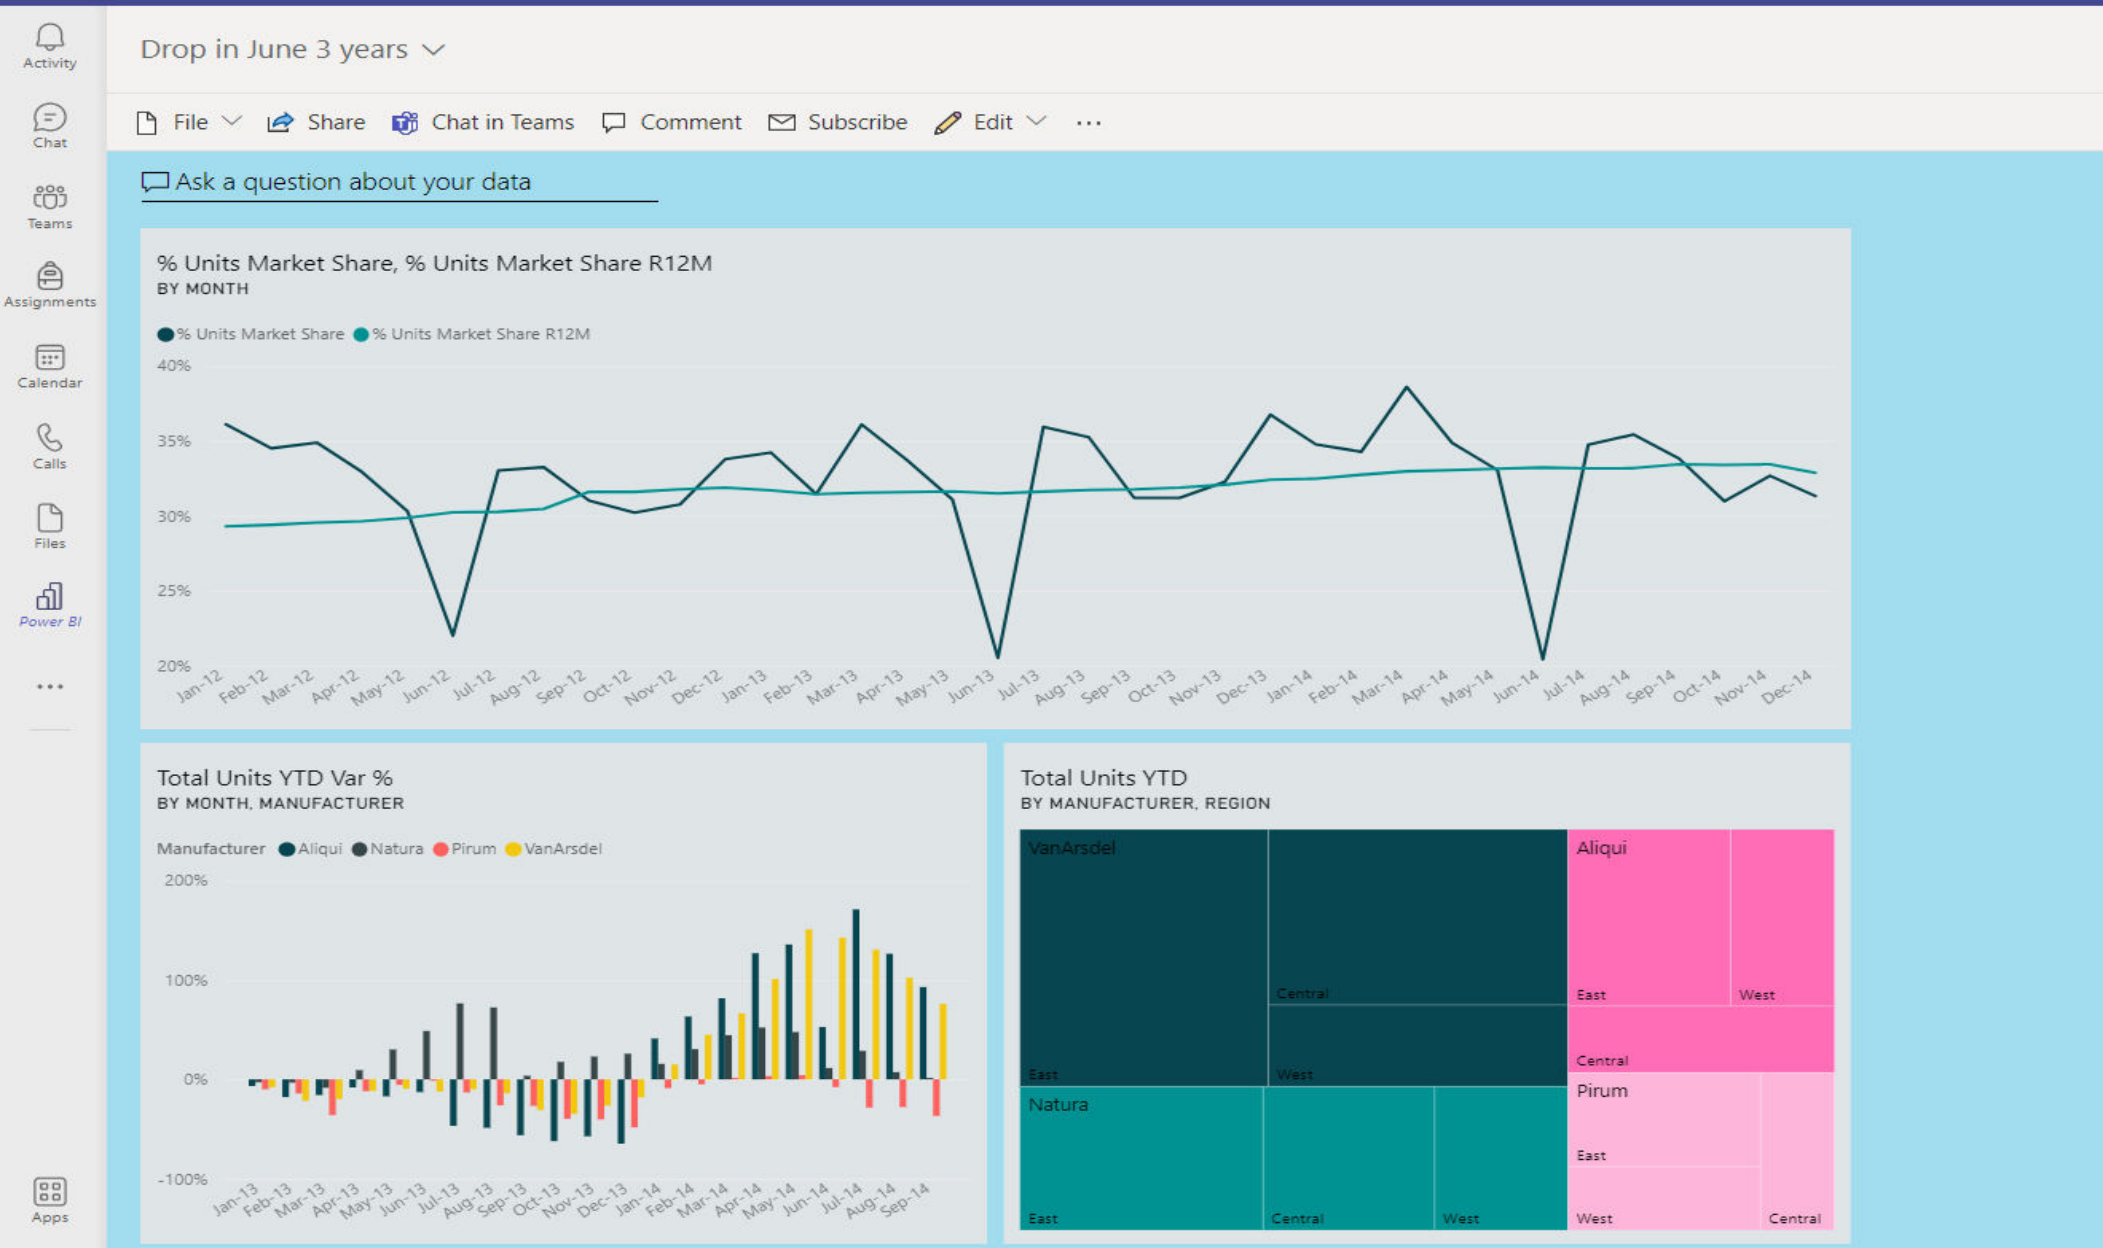 Activity
Chat
Teams
Assignments
Calendar
Calls
Files
Power BI
Apps
Drop in June 3 years
File Share Chat in Teams Comment Subscribe Edit
Ask a question about your data
% Units Market Share, % Units Market Share R12M
BY MONTH
% Units Market Share % Units Market Share R12M
40%
35%
30%
25%
20%
Jan-12 Feb-12 Mar-12 Apr-12 May-12 Jun-12 Jul-12 Aug-12 Sep-12 Oct-12 Nov-12 Dec-12 Jan-13 Feb-13 Mar-13 Apr-13 May-13 Jun-13 Jul-13 Aug-13 Sep-13 Oct-13 Nov-13 Dec-13 Jan-14 Feb-14 Mar-14 Apr-14 May-14 Jun-14 Jul-14 Aug-14 Sep-14 Oct-14 Nov-14 Dec-14
Total Units YTD Var %
BY MONTH, MANUFACTURER
Manufacturer Aliqui Natura Pirum VanArsdel
200%
100%
0%
-100%
Jan-13 Feb-13 Mar-13 Apr-13 May-13 Jun-13 Jul-13 Aug-13 Sep-13 Oct-13 Nov-13 Dec-13 Jan-14 Feb-14 Mar-14 Apr-14 May-14 Jun-14 Jul-14 Aug-14 Sep-14
Total Units YTD
BY MANUFACTURER, REGION
VanArsdel
Central
East
West
Aliqui
East
West
Central
Natura
East
Central
West
Pirum
East
West
Central